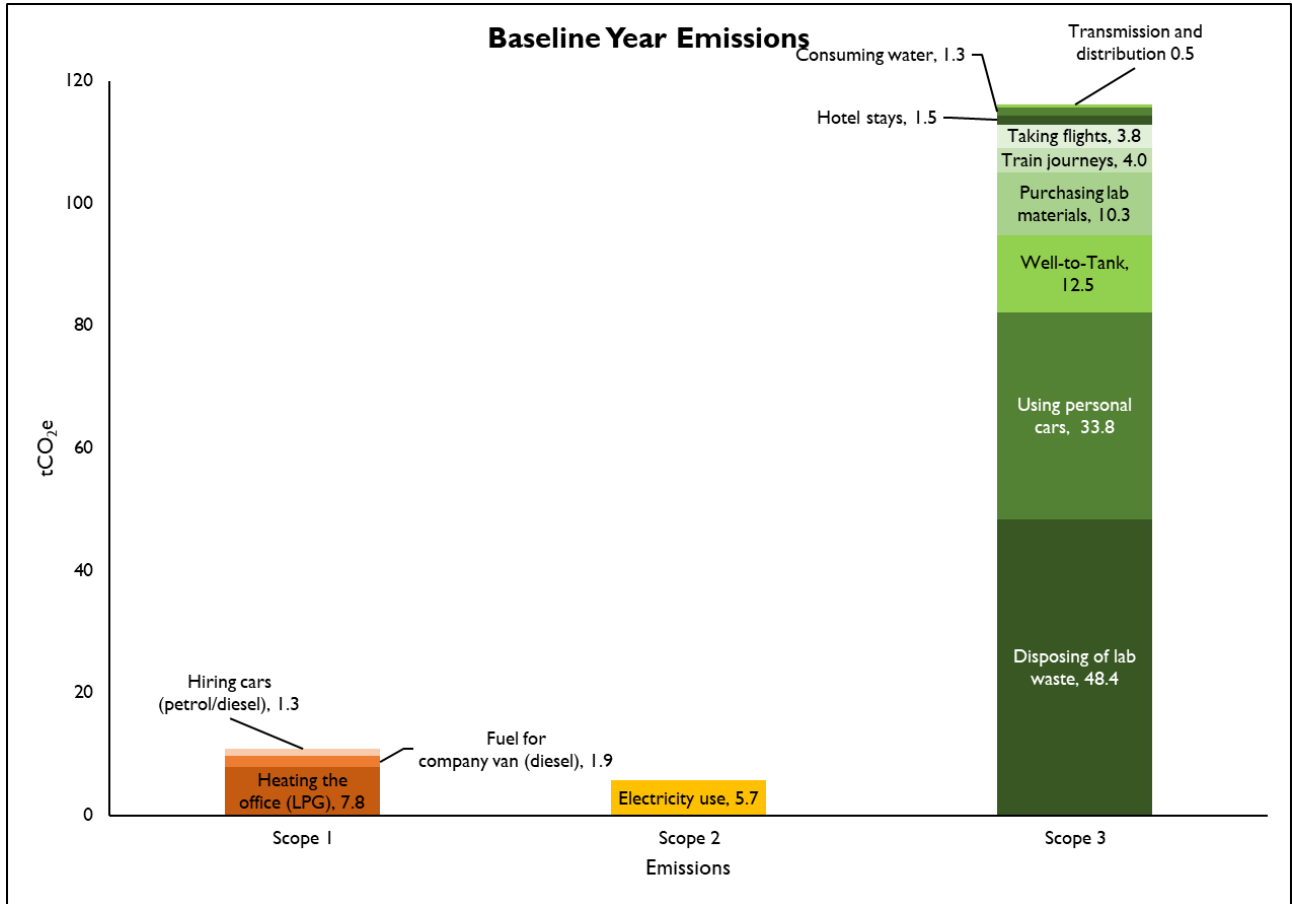 Baseline Year Emissions
Transmission and
distribution 0.5
Consuming water, 1.3
Hotel stays, 1.5
Taking flights, 3.8
Train journeys, 4.0
Purchasing lab
materials, 10.3
Well-to-Tank,
12.5
Using personal
cars,  33.8
Disposing of lab
waste, 48.4
Hiring cars
(petrol/diesel), 1.3
Fuel for
company van (diesel), 1.9
Heating the
office (LPG), 7.8
Electricity use, 5.7
120
100
80
60
40
20
0
tCO₂e
Scope 1
Scope 2
Scope 3
Emissions